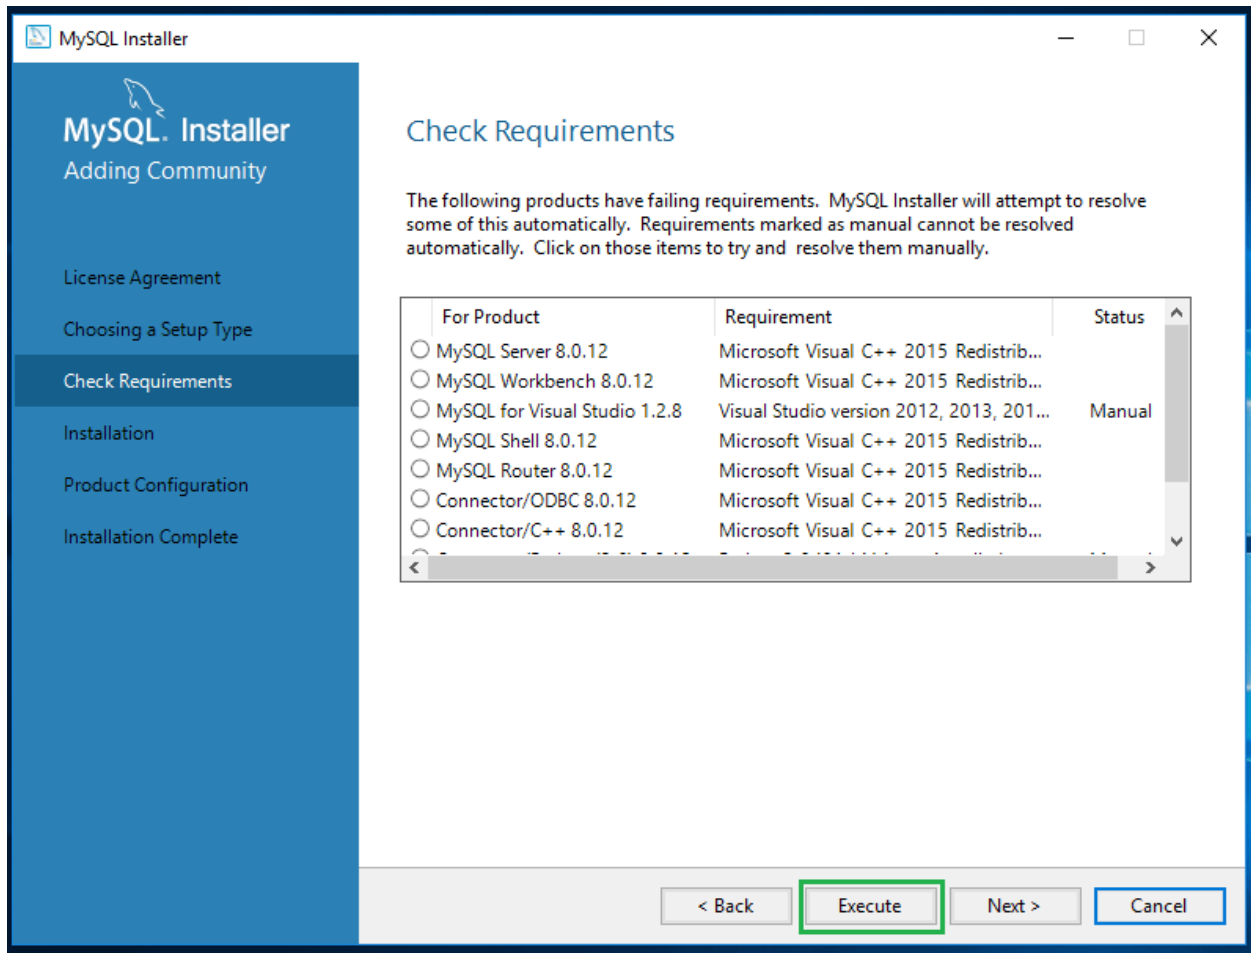 MySQL Installer
MySQL. Installer
Adding Community
License Agreement
Choosing a Setup Type
Check Requirements
Installation
Product Configuration
Installation Complete
Check Requirements
The following products have failing requirements. MySQL Installer will attempt to resolve
some of this automatically. Requirements marked as manual cannot be resolved
automatically. Click on those items to try and resolve them manually.
For Product Requirement Status
MySQL Server 8.0.12 Microsoft Visual C++ 2015 Redistrib...
MySQL Workbench 8.0.12 Microsoft Visual C++ 2015 Redistrib...
MySQL for Visual Studio 1.2.8 Visual Studio version 2012, 2013, 201... Manual
MySQL Shell 8.0.12 Microsoft Visual C++ 2015 Redistrib...
MySQL Router 8.0.12 Microsoft Visual C++ 2015 Redistrib...
Connector/ODBC 8.0.12 Microsoft Visual C++ 2015 Redistrib...
Connector/C++ 8.0.12 Microsoft Visual C++ 2015 Redistrib...
< Back Execute Next > Cancel